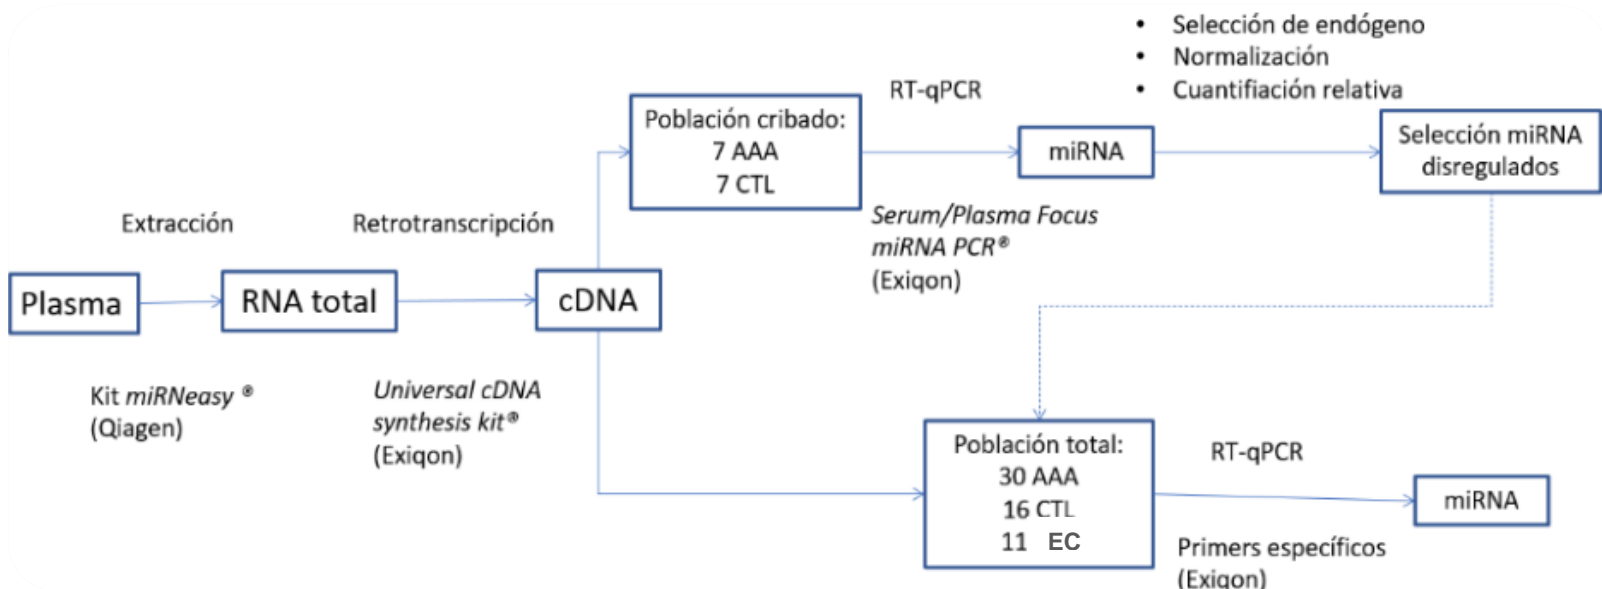 • Selección de endógeno
• Normalización
• Cuantifiación relativa
RT-qPCR
Población cribado:
7 AAA
7 CTL
miRNA
Selección miRNA
disregulados
Serum/Plasma Focus
miRNA PCR®
(Exiqon)
Extracción
Retrotranscripción
Plasma
RNA total
cDNA
Kit miRNeasy ®
(Qiagen)
Universal cDNA
synthesis kit®
(Exiqon)
Población total:
30 AAA
16 CTL
11 EC
RT-qPCR
miRNA
Primers específicos
(Exiqon)